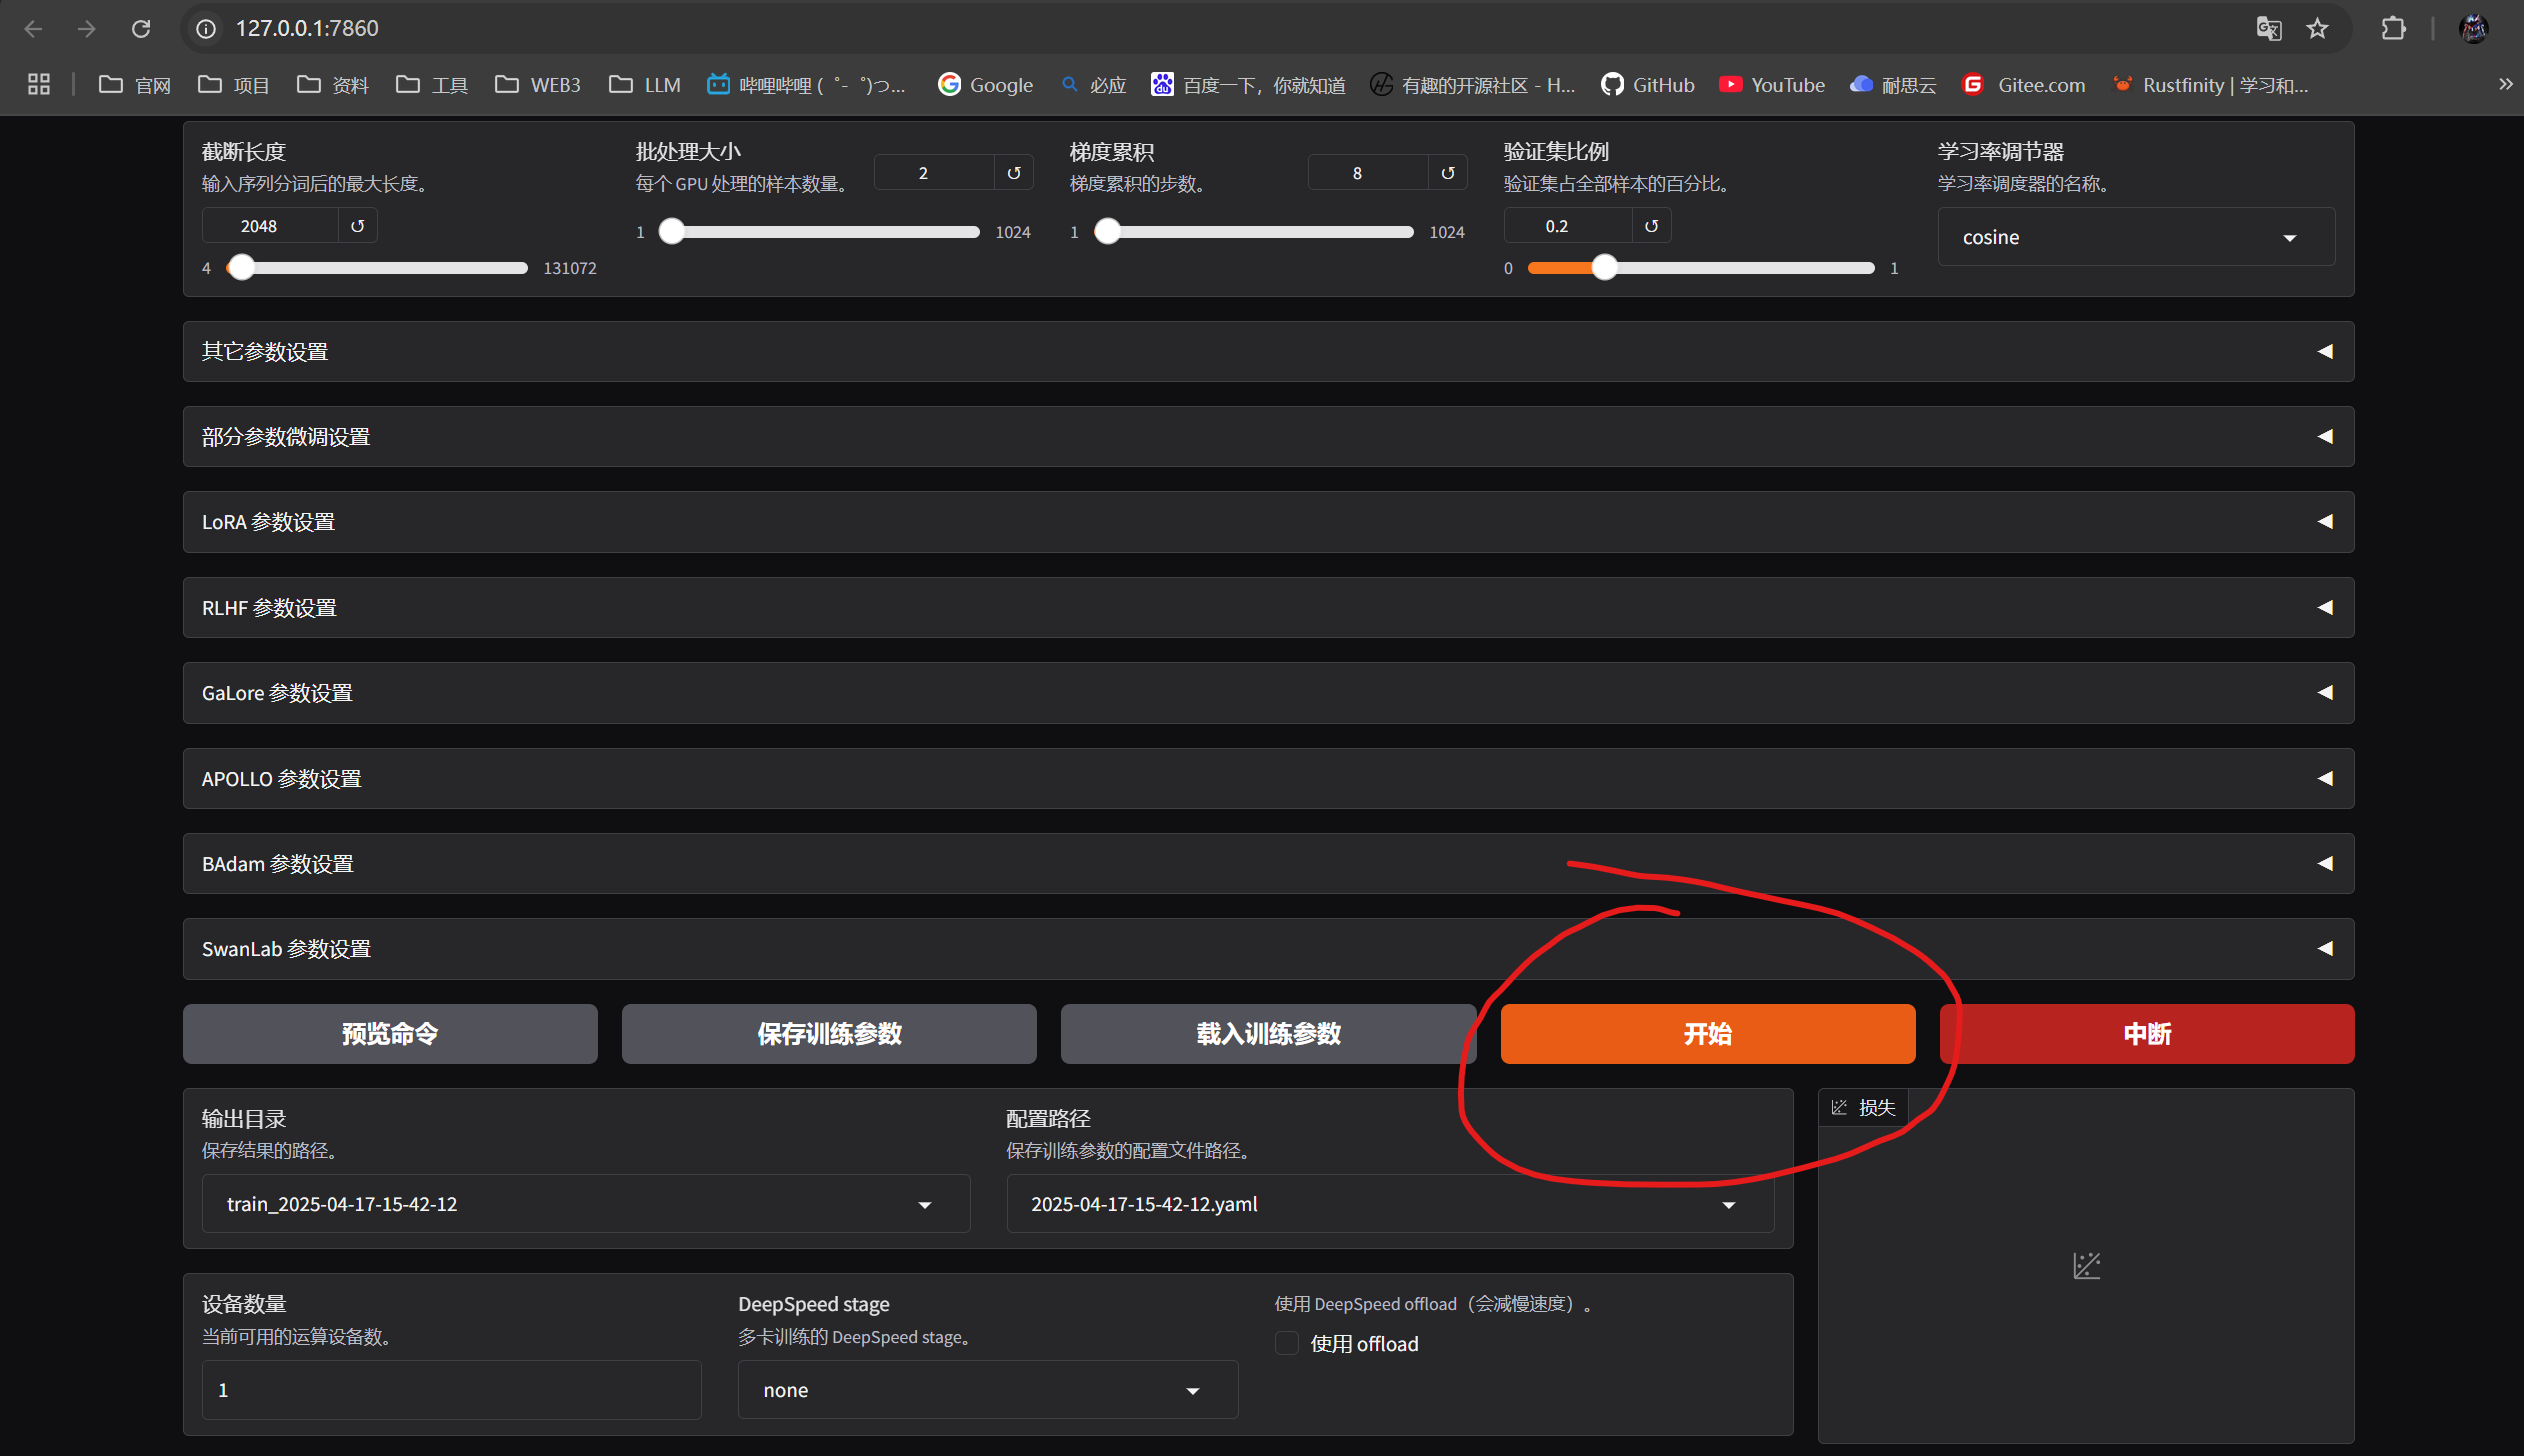 127.0.0.1:7860
官网 项目 资料 工具 WEB3 LLM 哔哩哔哩 (゜-゜)つ... Google 必应 百度一下，你就知道 有趣的开源社区 - H... GitHub YouTube 耐思云 Gitee.com Rustfinity | 学习和...
截断长度
输入序列分词后的最大长度。
2048
4 131072
批处理大小
每个 GPU 处理的样本数量。
2
1 1024
梯度累积
梯度累积的步数。
8
1 1024
验证集比例
验证集占全部样本的百分比。
0.2
0 1
学习率调节器
学习率调度器的名称。
cosine
其它参数设置
部分参数微调设置
LoRA 参数设置
RLHF 参数设置
GaLore 参数设置
APOLLO 参数设置
BAdam 参数设置
SwanLab 参数设置
预览命令 保存训练参数 载入训练参数 开始 中断
输出目录
保存结果的路径。
train_2025-04-17-15-42-12
配置路径
保存训练参数的配置文件路径。
2025-04-17-15-42-12.yaml
损失
设备数量
当前可用的运算设备数。
1
DeepSpeed stage
多卡训练的 DeepSpeed stage。
none
使用 DeepSpeed offload（会减慢速度）。
使用 offload